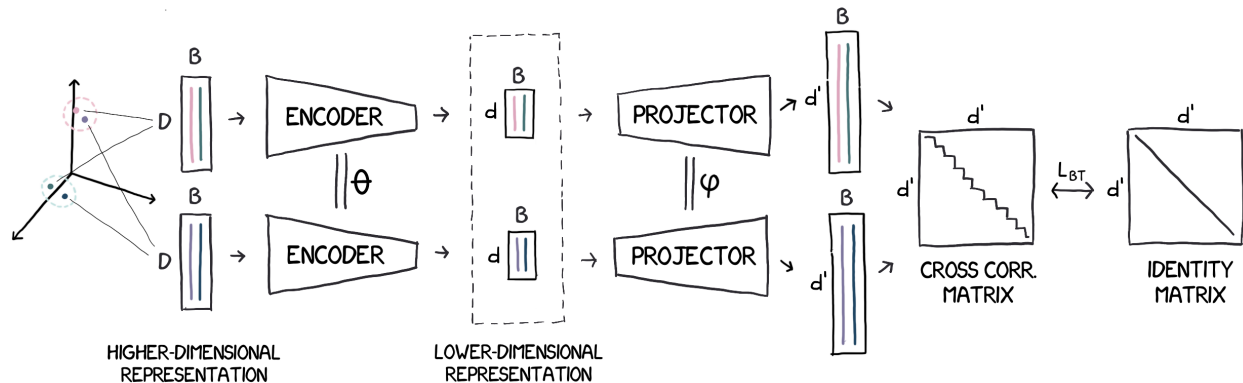 B
D
ENCODER
B
d
PROJECTOR
B
d'
θ
φ
B
D
ENCODER
B
d
PROJECTOR
B
d'
d'
d'
CROSS CORR.
MATRIX
L_BT
d'
d'
IDENTITY
MATRIX
HIGHER-DIMENSIONAL
REPRESENTATION
LOWER-DIMENSIONAL
REPRESENTATION